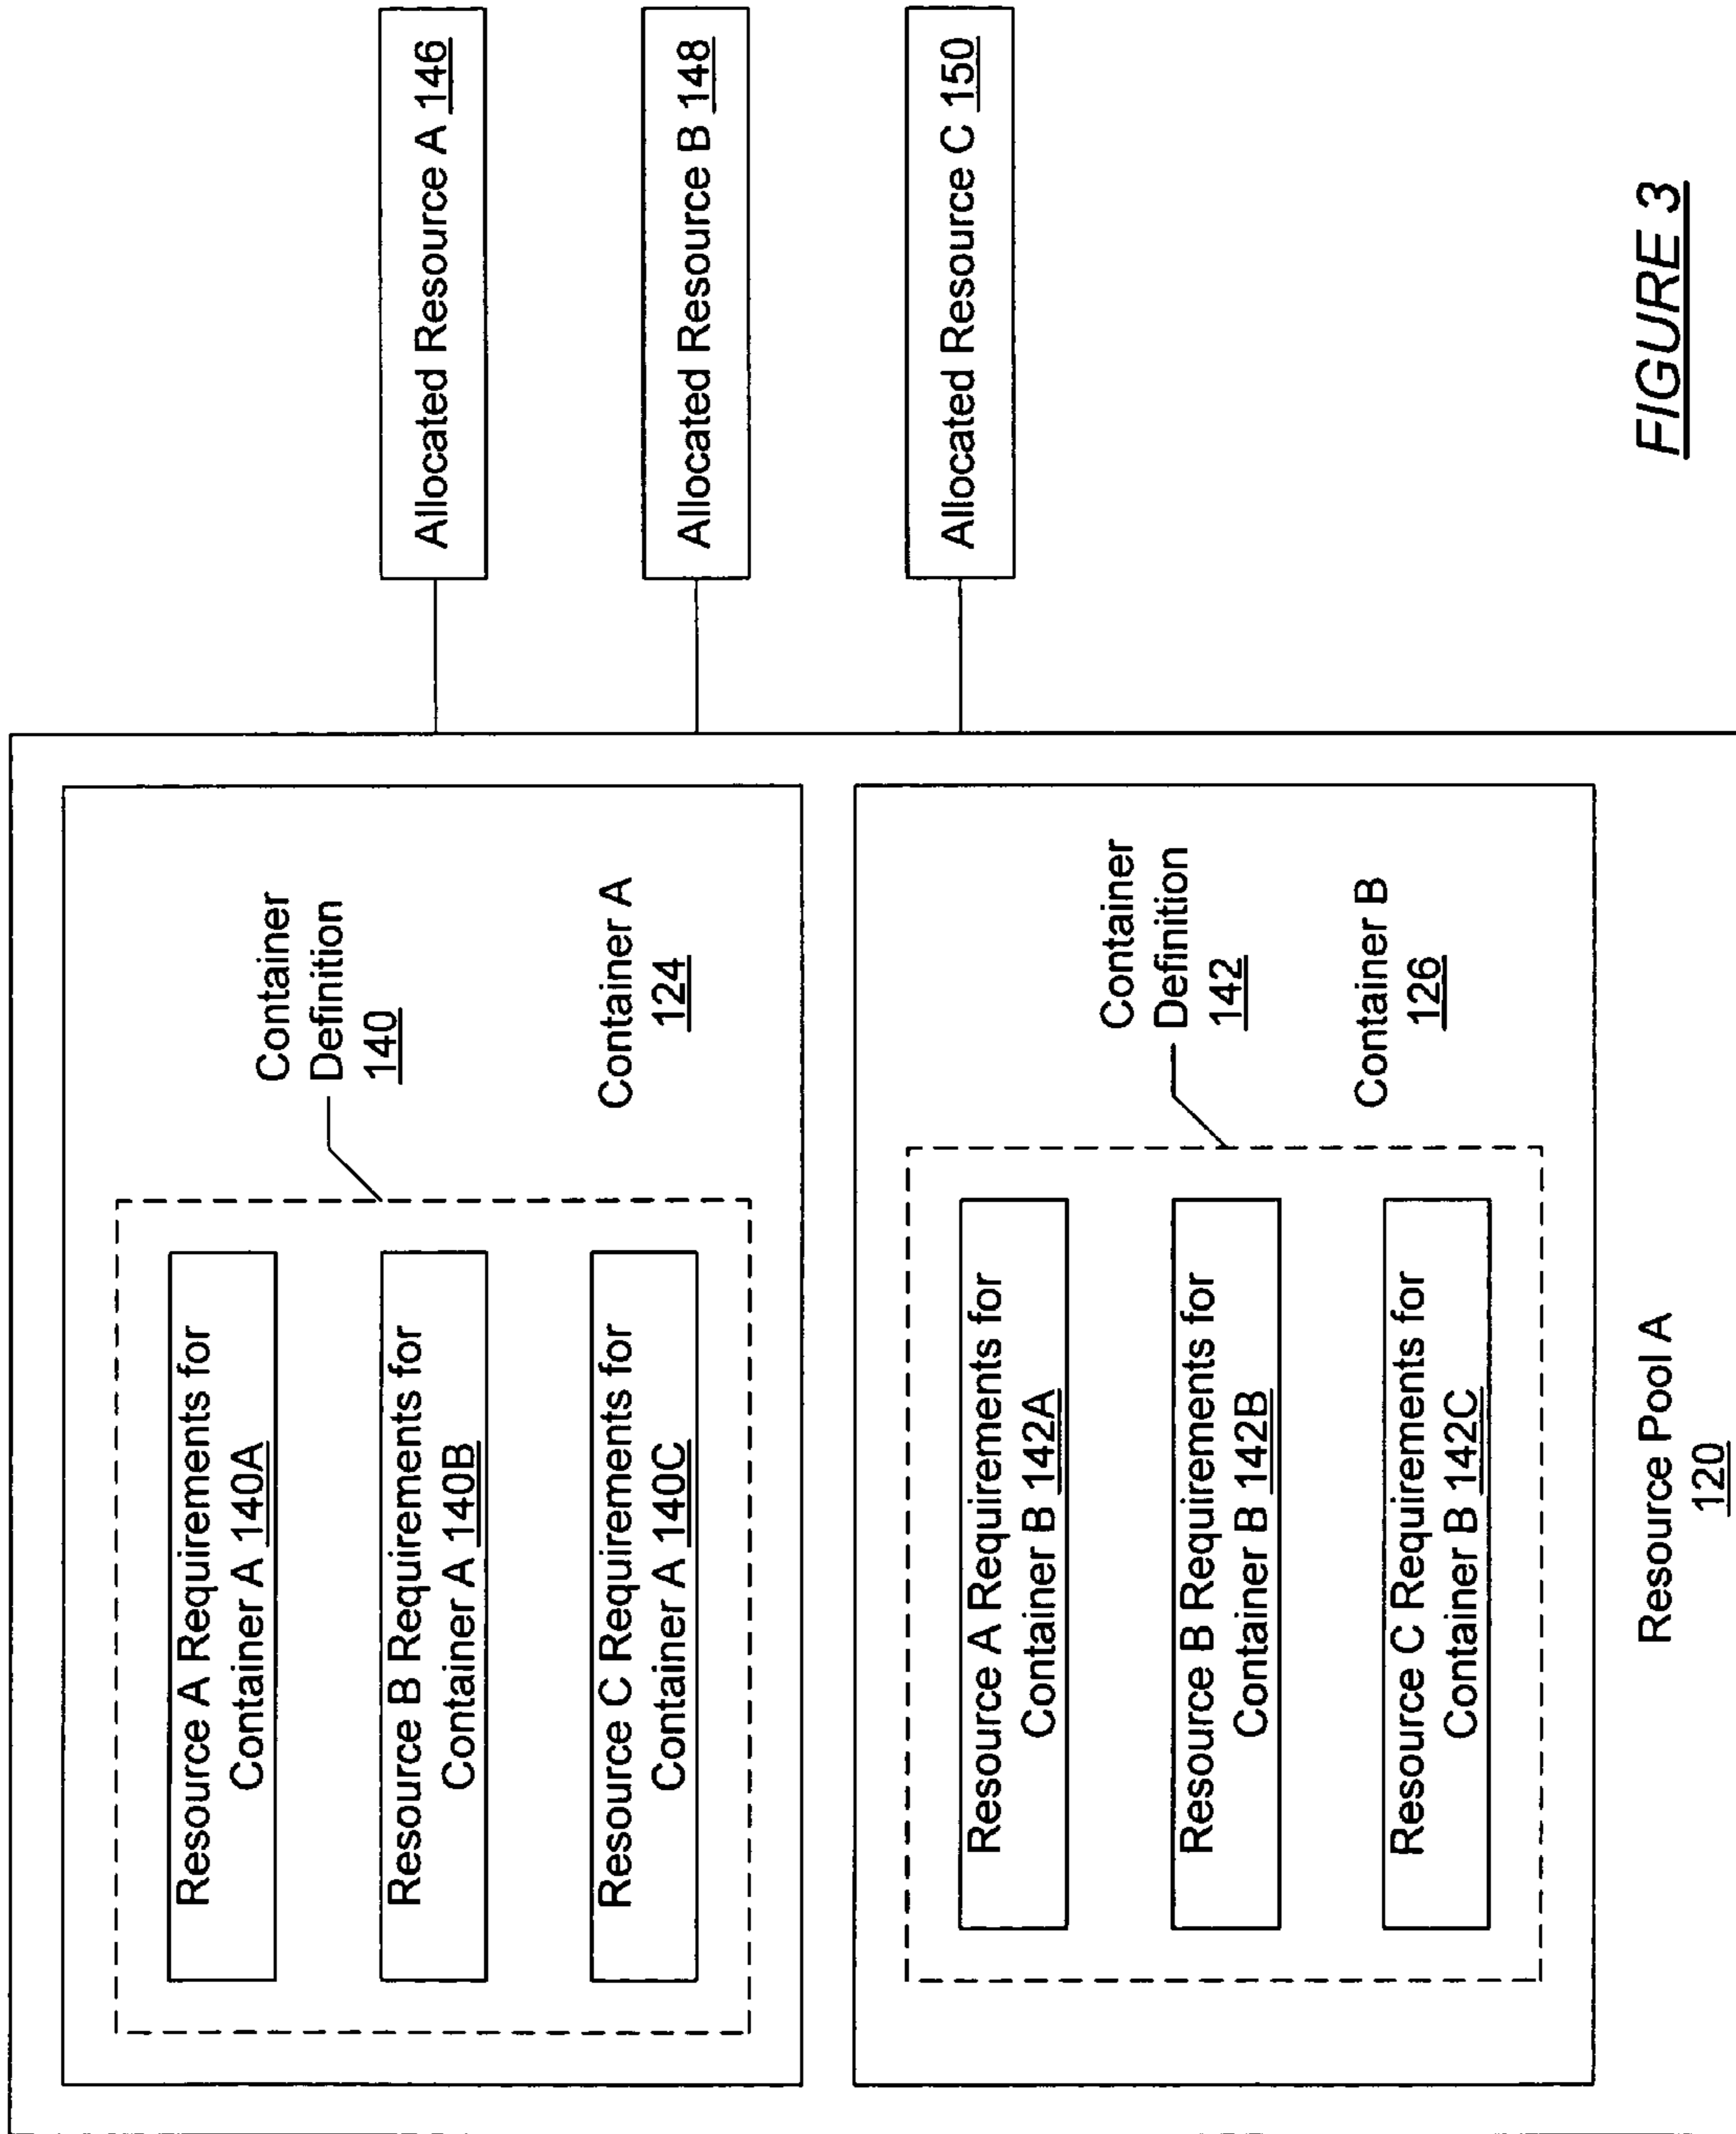 Resource A Requirements for
Container A 140A
Resource B Requirements for
Container A 140B
Resource C Requirements for
Container A 140C
Container
Definition
140
Container A
124
Resource A Requirements for
Container B 142A
Resource B Requirements for
Container B 142B
Resource C Requirements for
Container B 142C
Container
Definition
142
Container B
126
Resource Pool A
120
Allocated Resource A 146
Allocated Resource B 148
Allocated Resource C 150
FIGURE 3